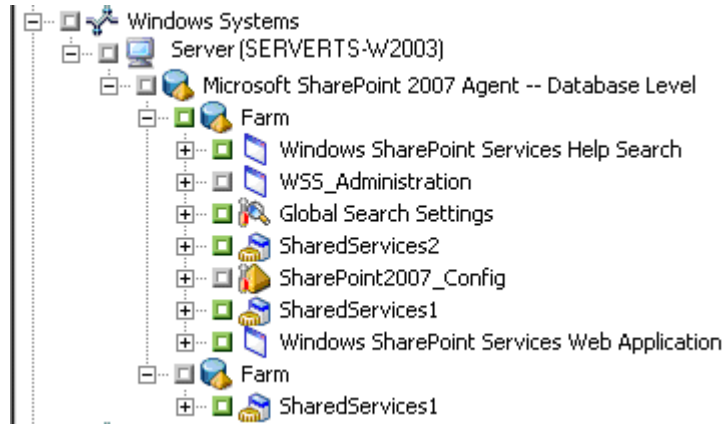 Windows Systems
Server (SERVERTS-W2003)
Microsoft SharePoint 2007 Agent -- Database Level
Farm
Windows SharePoint Services Help Search
WSS_Administration
Global Search Settings
SharedServices2
SharePoint2007_Config
SharedServices1
Windows SharePoint Services Web Application
Farm
SharedServices1